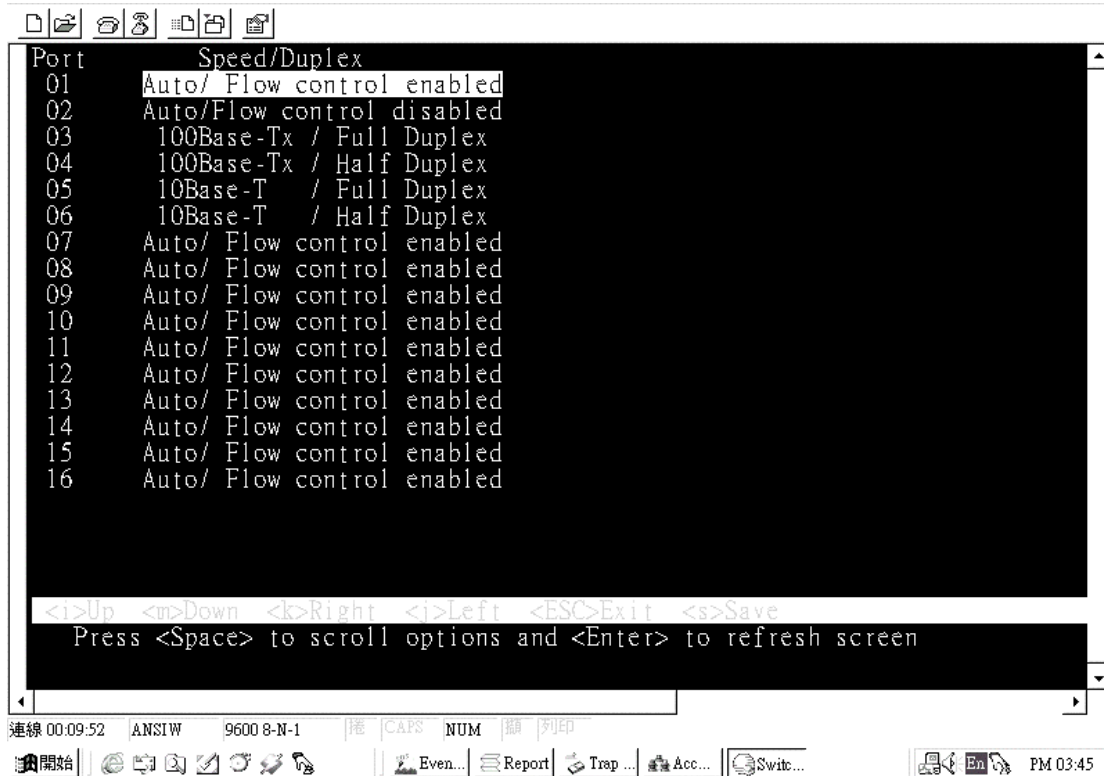 Port Speed/Duplex
01 Auto/ Flow control enabled
02 Auto/Flow control disabled
03 100Base-Tx / Full Duplex
04 100Base-Tx / Half Duplex
05 10Base-T / Full Duplex
06 10Base-T / Half Duplex
07 Auto/ Flow control enabled
08 Auto/ Flow control enabled
09 Auto/ Flow control enabled
10 Auto/ Flow control enabled
11 Auto/ Flow control enabled
12 Auto/ Flow control enabled
13 Auto/ Flow control enabled
14 Auto/ Flow control enabled
15 Auto/ Flow control enabled
16 Auto/ Flow control enabled
<i>Up <m>Down <k>Right <j>Left <ESC>Exit <s>Save
Press <Space> to scroll options and <Enter> to refresh screen
連線 00:09:52 ANSIW 9600 8-N-1 捲 CAPS NUM 擷 列印
開始 Even... Report Trap ... Acc... Switc... En PM 03:45